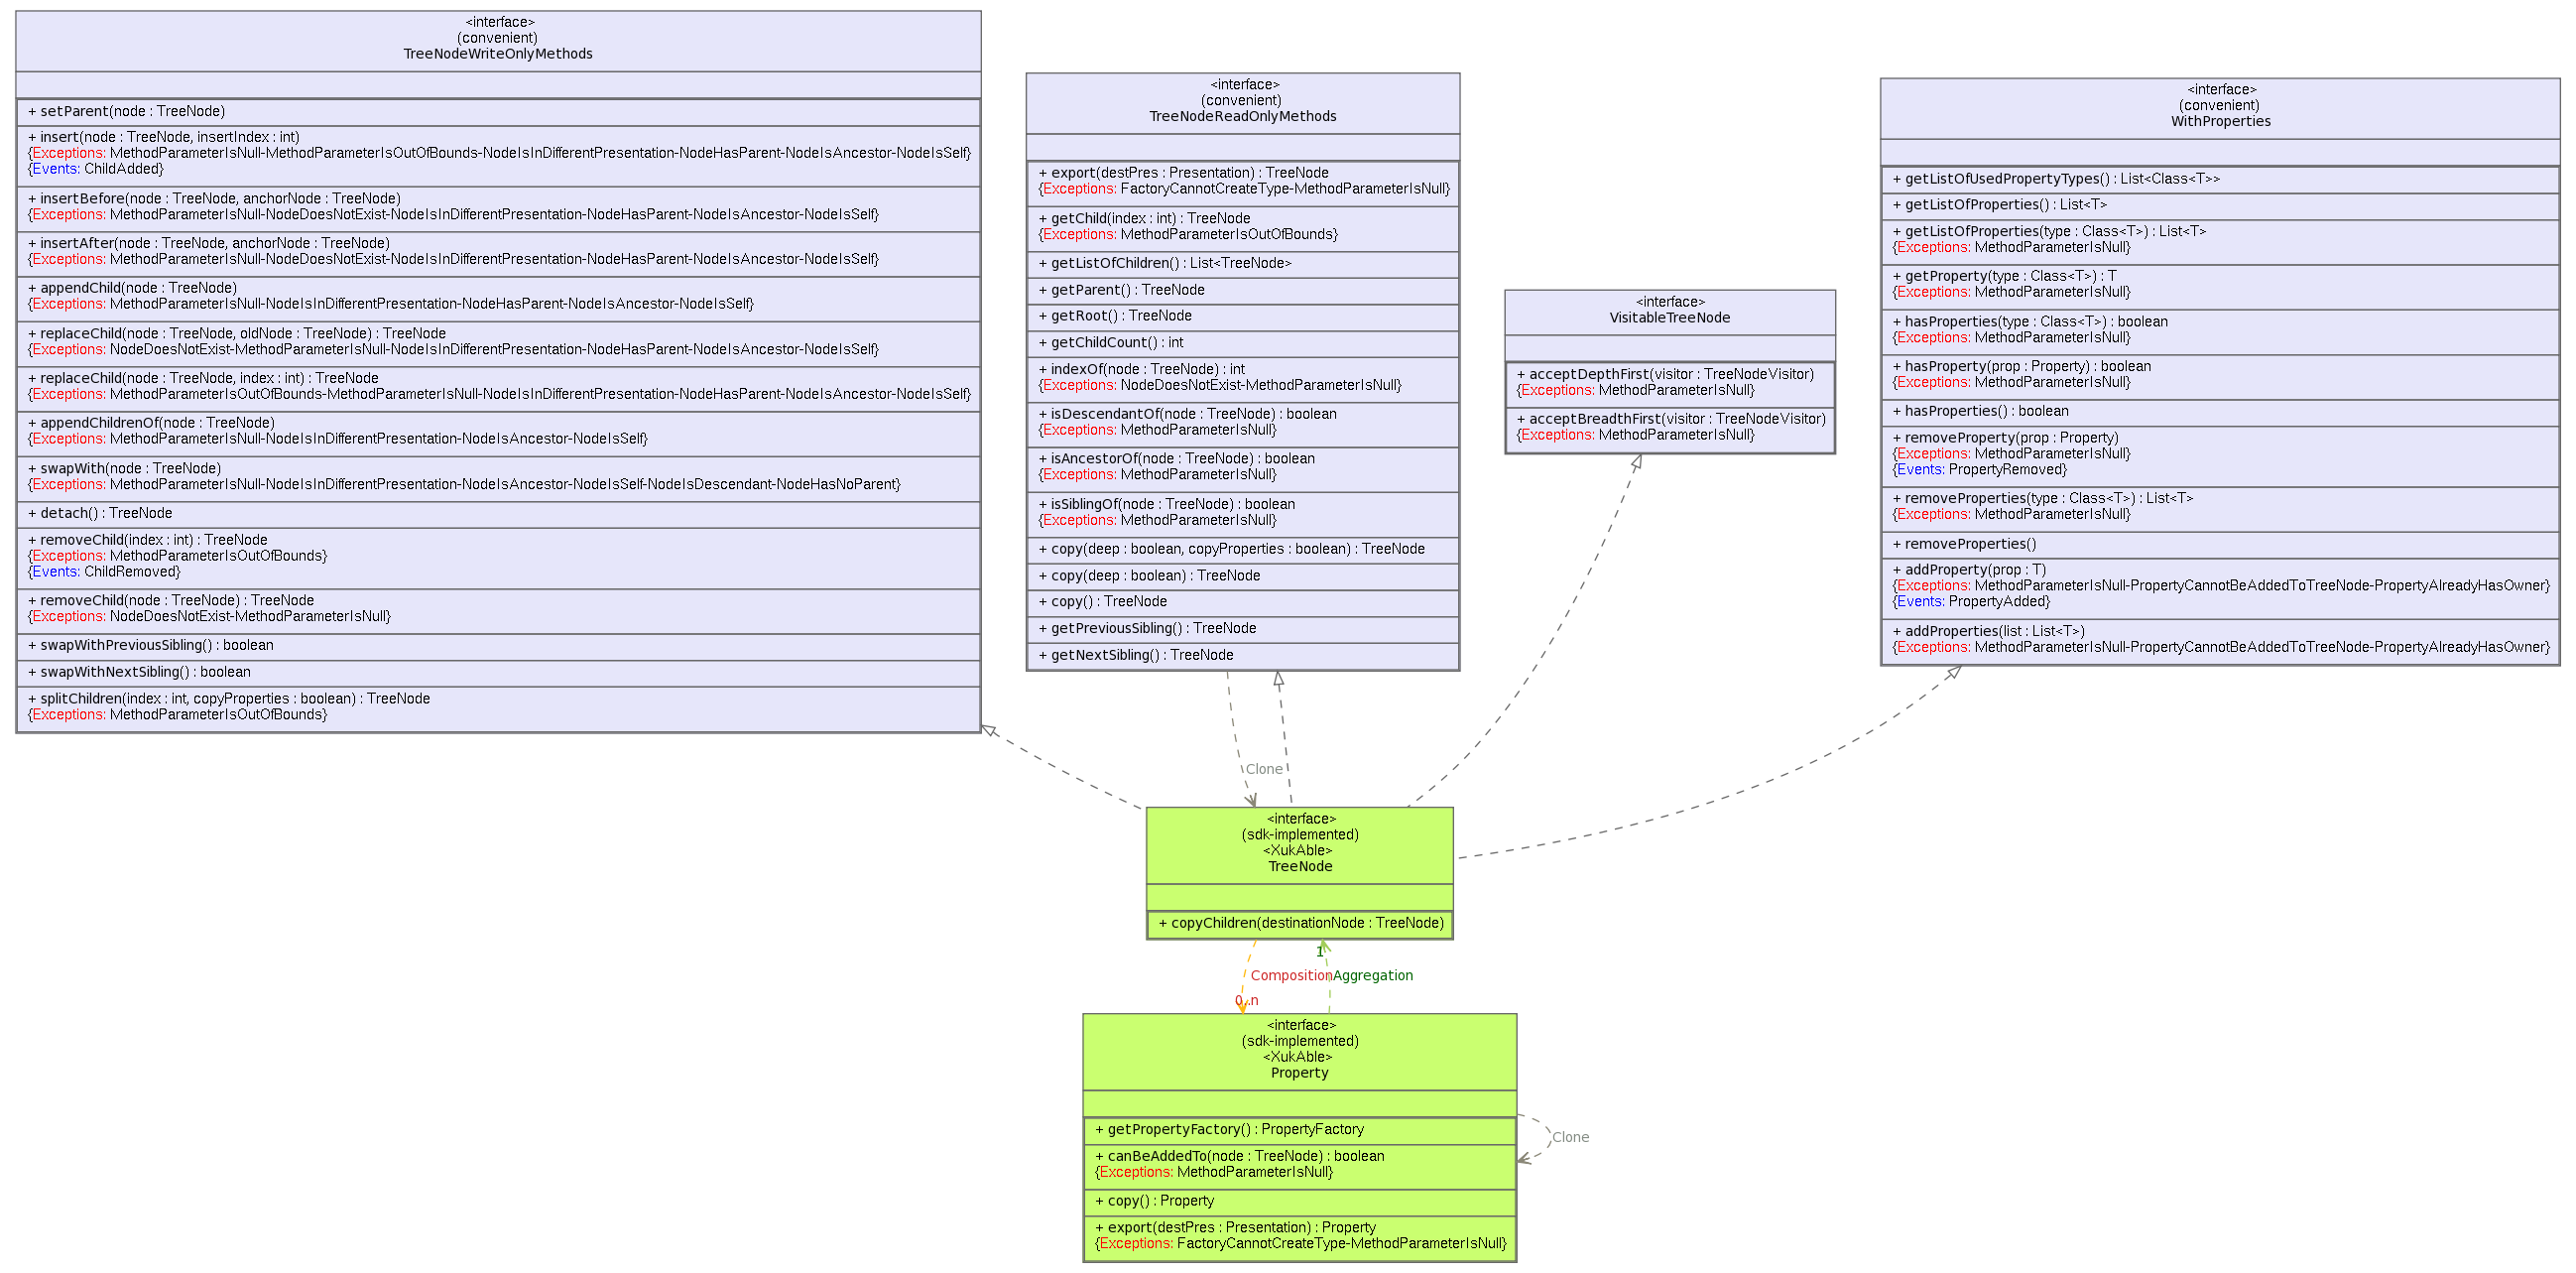 <interface>
(convenient)
TreeNodeWriteOnlyMethods
+ setParent(node : TreeNode)
+ insert(node : TreeNode, insertIndex : int)
{Exceptions: MethodParameterIsNull-MethodParameterIsOutOfBounds-NodeIsInDifferentPresentation-NodeHasParent-NodeIsAncestor-NodeIsSelf}
{Events: ChildAdded}
+ insertBefore(node : TreeNode, anchorNode : TreeNode)
{Exceptions: MethodParameterIsNull-NodeDoesNotExist-NodeIsInDifferentPresentation-NodeHasParent-NodeIsAncestor-NodeIsSelf}
+ insertAfter(node : TreeNode, anchorNode : TreeNode)
{Exceptions: MethodParameterIsNull-NodeDoesNotExist-NodeIsInDifferentPresentation-NodeHasParent-NodeIsAncestor-NodeIsSelf}
+ appendChild(node : TreeNode)
{Exceptions: MethodParameterIsNull-NodeIsInDifferentPresentation-NodeHasParent-NodeIsAncestor-NodeIsSelf}
+ replaceChild(node : TreeNode, oldNode : TreeNode) : TreeNode
{Exceptions: NodeDoesNotExist-MethodParameterIsNull-NodeIsInDifferentPresentation-NodeHasParent-NodeIsAncestor-NodeIsSelf}
+ replaceChild(node : TreeNode, index : int) : TreeNode
{Exceptions: MethodParameterIsOutOfBounds-MethodParameterIsNull-NodeIsInDifferentPresentation-NodeHasParent-NodeIsAncestor-NodeIsSelf}
+ appendChildrenOf(node : TreeNode)
{Exceptions: MethodParameterIsNull-NodeIsInDifferentPresentation-NodeIsAncestor-NodeIsSelf}
+ swapWith(node : TreeNode)
{Exceptions: MethodParameterIsNull-NodeIsInDifferentPresentation-NodeIsAncestor-NodeIsSelf-NodeIsDescendant-NodeHasNoParent}
+ detach() : TreeNode
+ removeChild(index : int) : TreeNode
{Exceptions: MethodParameterIsOutOfBounds}
{Events: ChildRemoved}
+ removeChild(node : TreeNode) : TreeNode
{Exceptions: NodeDoesNotExist-MethodParameterIsNull}
+ swapWithPreviousSibling() : boolean
+ swapWithNextSibling() : boolean
+ splitChildren(index : int, copyProperties : boolean) : TreeNode
{Exceptions: MethodParameterIsOutOfBounds}
<interface>
(convenient)
TreeNodeReadOnlyMethods
+ export(destPres : Presentation) : TreeNode
{Exceptions: FactoryCannotCreateType-MethodParameterIsNull}
+ getChild(index : int) : TreeNode
{Exceptions: MethodParameterIsOutOfBounds}
+ getListOfChildren() : List<TreeNode>
+ getParent() : TreeNode
+ getRoot() : TreeNode
+ getChildCount() : int
+ indexOf(node : TreeNode) : int
{Exceptions: NodeDoesNotExist-MethodParameterIsNull}
+ isDescendantOf(node : TreeNode) : boolean
{Exceptions: MethodParameterIsNull}
+ isAncestorOf(node : TreeNode) : boolean
{Exceptions: MethodParameterIsNull}
+ isSiblingOf(node : TreeNode) : boolean
{Exceptions: MethodParameterIsNull}
+ copy(deep : boolean, copyProperties : boolean) : TreeNode
+ copy(deep : boolean) : TreeNode
+ copy() : TreeNode
+ getPreviousSibling() : TreeNode
+ getNextSibling() : TreeNode
<interface>
VisitableTreeNode
+ acceptDepthFirst(visitor : TreeNodeVisitor)
{Exceptions: MethodParameterIsNull}
+ acceptBreadthFirst(visitor : TreeNodeVisitor)
{Exceptions: MethodParameterIsNull}
<interface>
(convenient)
WithProperties
+ getListOfUsedPropertyTypes() : List<Class<T>>
+ getListOfProperties() : List<T>
+ getListOfProperties(type : Class<T>) : List<T>
{Exceptions: MethodParameterIsNull}
+ getProperty(type : Class<T>) : T
{Exceptions: MethodParameterIsNull}
+ hasProperties(type : Class<T>) : boolean
{Exceptions: MethodParameterIsNull}
+ hasProperty(prop : Property) : boolean
{Exceptions: MethodParameterIsNull}
+ hasProperties() : boolean
+ removeProperty(prop : Property)
{Exceptions: MethodParameterIsNull}
{Events: PropertyRemoved}
+ removeProperties(type : Class<T>) : List<T>
{Exceptions: MethodParameterIsNull}
+ removeProperties()
+ addProperty(prop : T)
{Exceptions: MethodParameterIsNull-PropertyCannotBeAddedToTreeNode-PropertyAlreadyHasOwner}
{Events: PropertyAdded}
+ addProperties(list : List<T>)
{Exceptions: MethodParameterIsNull-PropertyCannotBeAddedToTreeNode-PropertyAlreadyHasOwner}
Clone
<interface>
(sdk-implemented)
<XukAble>
TreeNode
+ copyChildren(destinationNode : TreeNode)
1
Composition
Aggregation
0..n
<interface>
(sdk-implemented)
<XukAble>
Property
+ getPropertyFactory() : PropertyFactory
+ canBeAddedTo(node : TreeNode) : boolean
{Exceptions: MethodParameterIsNull}
+ copy() : Property
+ export(destPres : Presentation) : Property
{Exceptions: FactoryCannotCreateType-MethodParameterIsNull}
Clone